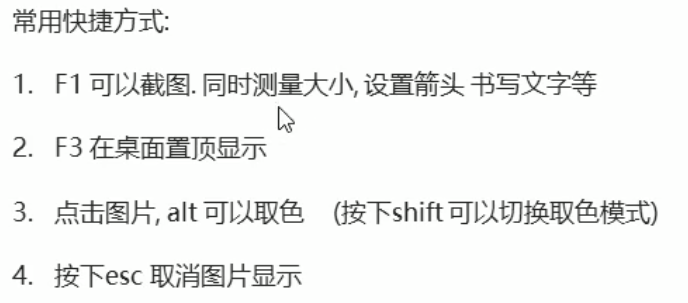 常用快捷方式:
1. F1 可以截图. 同时测量大小, 设置箭头 书写文字等
2. F3 在桌面置顶显示
3. 点击图片, alt 可以取色 (按下shift 可以切换取色模式)
4. 按下esc 取消图片显示